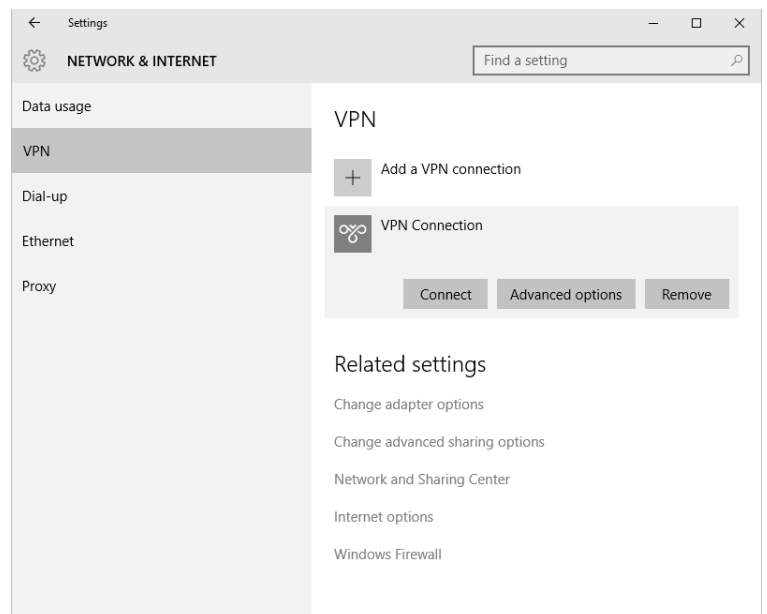 Settings
NETWORK & INTERNET
Find a setting
Data usage
VPN
Dial-up
Ethernet
Proxy
VPN
Add a VPN connection
VPN Connection
Connect
Advanced options
Remove
Related settings
Change adapter options
Change advanced sharing options
Network and Sharing Center
Internet options
Windows Firewall